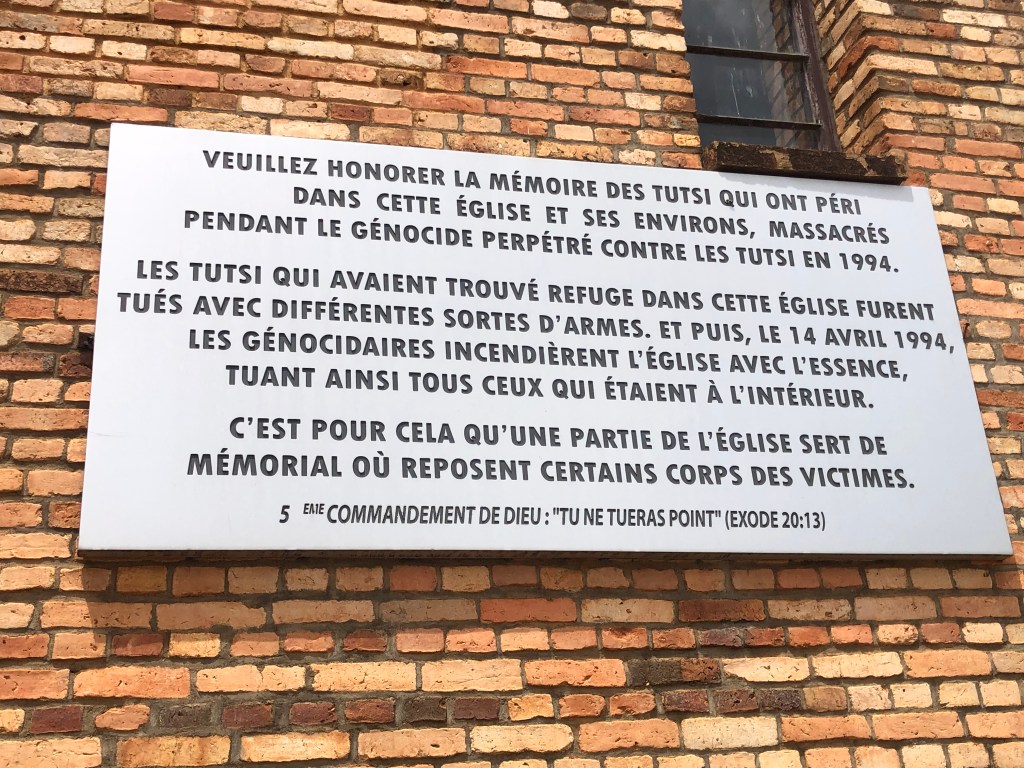 VEUILLEZ HONORER LA MÉMOIRE DES TUTSI QUI ONT PÉRI
DANS CETTE ÉGLISE ET SES ENVIRONS, MASSACRÉS
PENDANT LE GÉNOCIDE PERPÉTRÉ CONTRE LES TUTSI EN 1994.
LES TUTSI QUI AVAIENT TROUVÉ REFUGE DANS CETTE ÉGLISE FURENT
TUÉS AVEC DIFFÉRENTES SORTES D'ARMES. ET PUIS, LE 14 AVRIL 1994,
LES GÉNOCIDAIRES INCENDIÈRENT L'ÉGLISE AVEC L'ESSENCE,
TUANT AINSI TOUS CEUX QUI ÉTAIENT À L'INTÉRIEUR.
C'EST POUR CELA QU'UNE PARTIE DE L'ÉGLISE SERT DE
MÉMORIAL OÙ REPOSENT CERTAINS CORPS DES VICTIMES.
5 EME COMMANDEMENT DE DIEU : "TU NE TUERAS POINT" (EXODE 20:13)